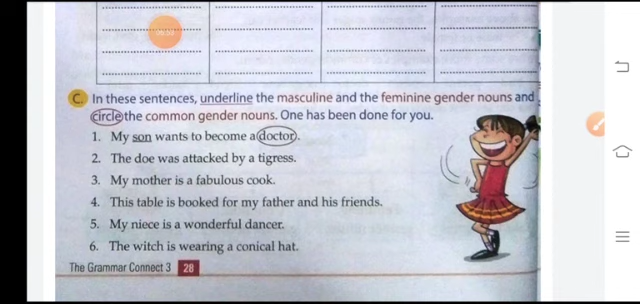 C. In these sentences, underline the masculine and the feminine gender nouns and
circle the common gender nouns. One has been done for you.
1. My son wants to become a doctor.
2. The doe was attacked by a tigress.
3. My mother is a fabulous cook.
4. This table is booked for my father and his friends.
5. My niece is a wonderful dancer.
6. The witch is wearing a conical hat.
The Grammar Connect 3 28